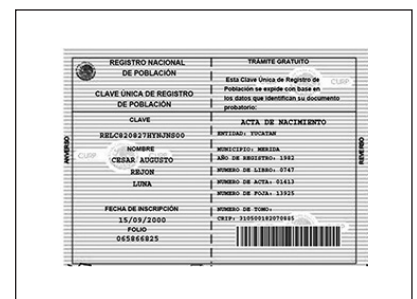 REGISTRO NACIONAL
DE POBLACIÓN
CLAVE ÚNICA DE REGISTRO
DE POBLACIÓN
CLAVE
RELC820827HYNJNS00
NOMBRE
CESAR AUGUSTO
REJON
LUNA
FECHA DE INSCRIPCIÓN
15/09/2000
FOLIO
065866825
ANVERSO
CURP
TRÁMITE GRATUITO
Esta Clave Única de Registro de
Población se expide con base en
los datos que identifican su documento
probatorio:
CURP
ACTA DE NACIMIENTO
ENTIDAD: YUCATAN
MUNICIPIO: MERIDA
AÑO DE REGISTRO: 1982
NUMERO DE LIBRO: 0747
NUMERO DE ACTA: 01413
NUMERO DE FOJA: 13925
NUMERO DE TOMO:
CRIP:
REVERSO